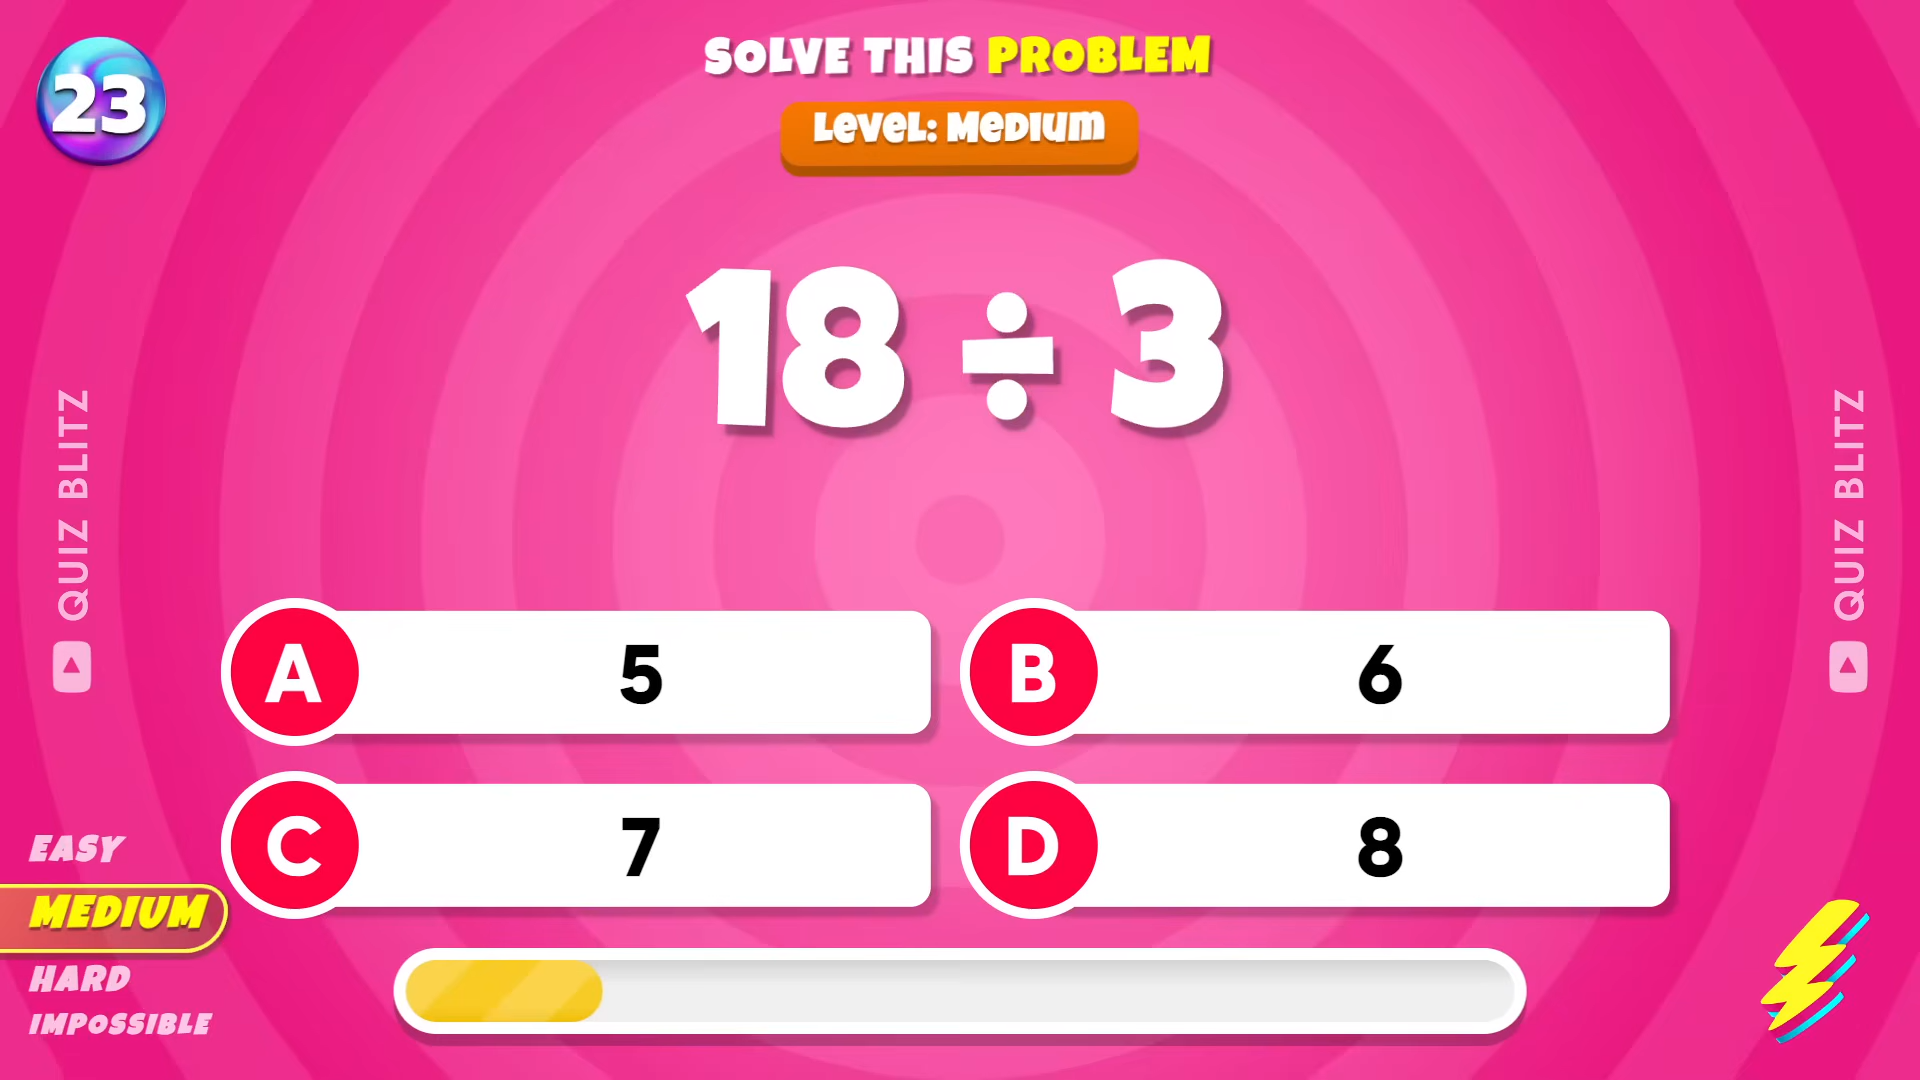 23
SOLVE THIS PROBLEM
Level: Medium
18 ÷ 3
QUIZ BLITZ
QUIZ BLITZ
A 5
B 6
C 7
D 8
EASY
MEDIUM
HARD
IMPOSSIBLE